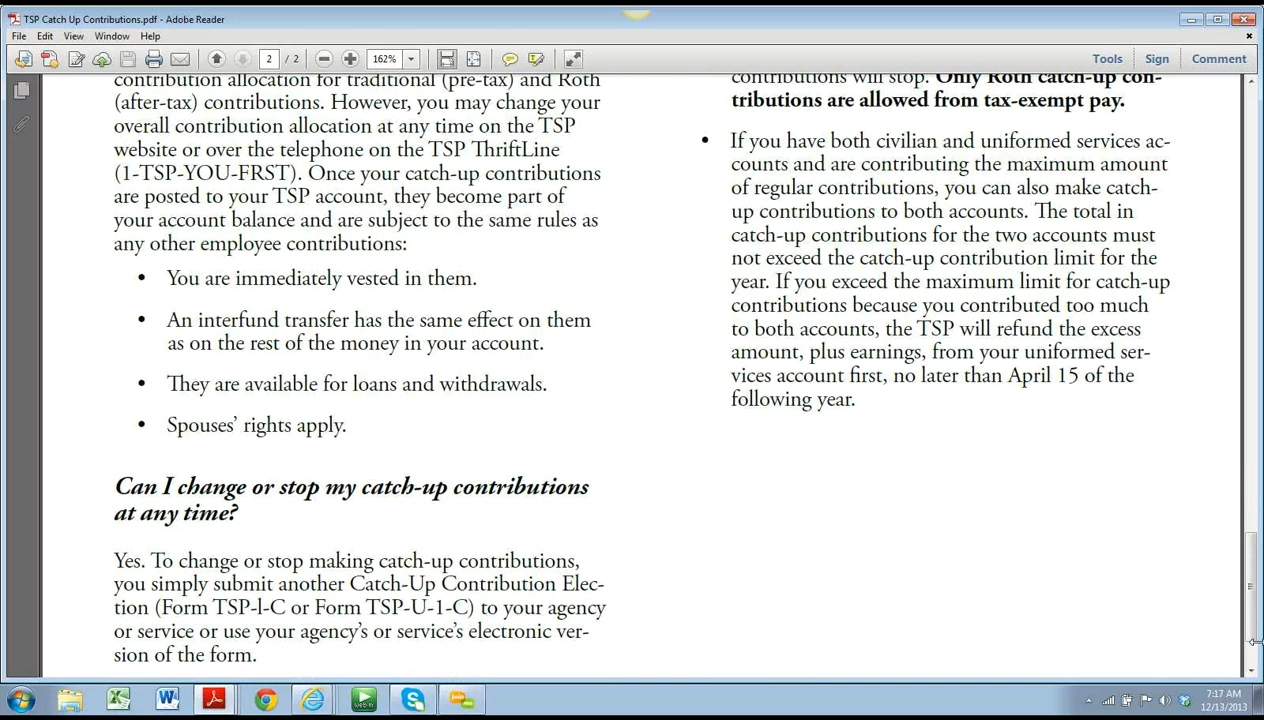 TSP Catch Up Contributions.pdf - Adobe Reader
File Edit View Window Help
2 / 2 162% Tools Sign Comment
contribution allocation for traditional (pre-tax) and Roth
(after-tax) contributions. However, you may change your
overall contribution allocation at any time on the TSP
website or over the telephone on the TSP ThriftLine
(1-TSP-YOU-FRST). Once your catch-up contributions
are posted to your TSP account, they become part of
your account balance and are subject to the same rules as
any other employee contributions:
• You are immediately vested in them.
• An interfund transfer has the same effect on them
as on the rest of the money in your account.
• They are available for loans and withdrawals.
• Spouses’ rights apply.
Can I change or stop my catch-up contributions
at any time?
Yes. To change or stop making catch-up contributions,
you simply submit another Catch-Up Contribution Elec-
tion (Form TSP-l-C or Form TSP-U-1-C) to your agency
or service or use your agency’s or service’s electronic ver-
sion of the form.
contributions will stop. Only Roth catch-up con-
tributions are allowed from tax-exempt pay.
• If you have both civilian and uniformed services ac-
counts and are contributing the maximum amount
of regular contributions, you can also make catch-
up contributions to both accounts. The total in
catch-up contributions for the two accounts must
not exceed the catch-up contribution limit for the
year. If you exceed the maximum limit for catch-up
contributions because you contributed too much
to both accounts, the TSP will refund the excess
amount, plus earnings, from your uniformed ser-
vices account first, no later than April 15 of the
following year.
7:17 AM
12/13/2013